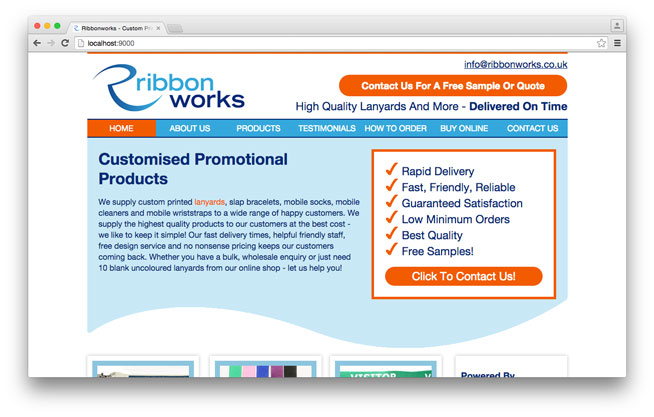 Ribbonworks - Custom Pr
localhost:9000
ribbon
works
info@ribbonworks.co.uk
Contact Us For A Free Sample Or Quote
High Quality Lanyards And More - Delivered On Time
HOME ABOUT US PRODUCTS TESTIMONIALS HOW TO ORDER BUY ONLINE CONTACT US
Customised Promotional
Products
We supply custom printed lanyards, slap bracelets, mobile socks, mobile
cleaners and mobile wriststraps to a wide range of happy customers. We
supply the highest quality products to our customers at the best cost -
we like to keep it simple! Our fast delivery times, helpful friendly staff,
free design service and no nonsense pricing keeps our customers
coming back. Whether you have a bulk, wholesale enquiry or just need
10 blank uncoloured lanyards from our online shop - let us help you!
Rapid Delivery
Fast, Friendly, Reliable
Guaranteed Satisfaction
Low Minimum Orders
Best Quality
Free Samples!
Click To Contact Us!
VISITOR V
Powered By